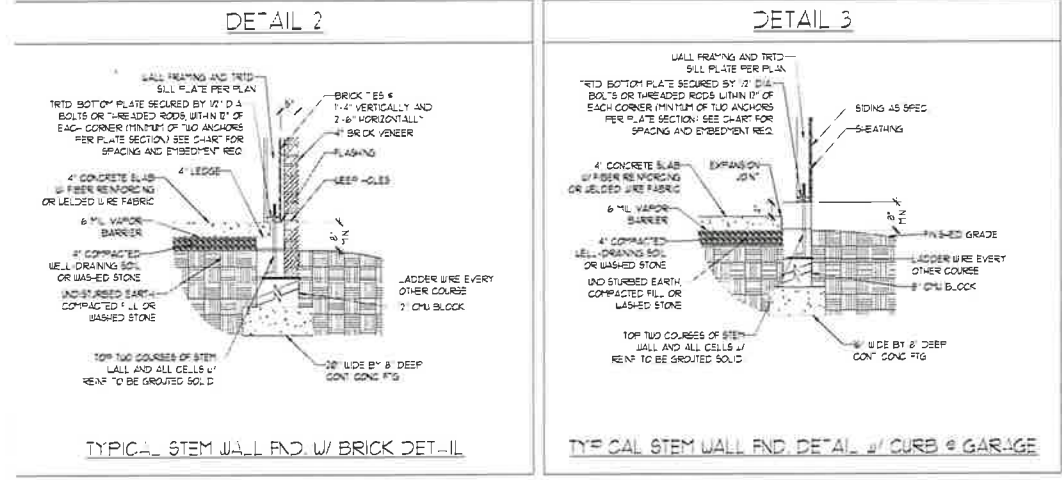 DETAIL 2
WALL FRAMING AND TRTD
SILL PLATE PER PLAN
TRTD BOTTOM PLATE SECURED BY 1/2" DIA
BOLTS OR THREADED RODS, WITHIN 12" OF
EACH CORNER (MINIMUM OF TWO ANCHORS
PER PLATE SECTION) SEE CHART FOR
SPACING AND EMBEDMENT REQ
4" LEDGE
4" CONCRETE SLAB
W/ FIBER REINFORCING
OR WELDED WIRE FABRIC
6 MIL VAPOR
BARRIER
4" COMPACTED
WELL-DRAINING SOIL
OR WASHED STONE
UNDISTURBED EARTH,
COMPACTED FILL OR
WASHED STONE
TOP TWO COURSES OF STEM
WALL AND ALL CELLS W/
REINF TO BE GROUTED SOLID
BRICK TIES @
1'-4" VERTICALLY AND
2'-6" HORIZONTALLY
4" BRICK VENEER
FLASHING
WEEP HOLES
8"
MIN
LADDER WIRE EVERY
OTHER COURSE
CMU BLOCK
20" WIDE BY 8" DEEP
CONT CONC FTG
TYPICAL STEM WALL FND. W/ BRICK DETAIL
DETAIL 3
WALL FRAMING AND TRTD
SILL PLATE PER PLAN
TRTD BOTTOM PLATE SECURED BY 1/2" DIA
BOLTS OR THREADED RODS WITHIN 12" OF
EACH CORNER (MINIMUM OF TWO ANCHORS
PER PLATE SECTION) SEE CHART FOR
SPACING AND EMBEDMENT REQ.
4" CONCRETE SLAB
W/ FIBER REINFORCING
OR WELDED WIRE FABRIC
EXPANSION
JOINT
6 MIL VAPOR
BARRIER
4" COMPACTED
WELL-DRAINING SOIL
OR WASHED STONE
UNDISTURBED EARTH,
COMPACTED FILL OR
WASHED STONE
TOP TWO COURSES OF STEM
WALL AND ALL CELLS W/
REINF TO BE GROUTED SOLID
SIDING AS SPEC.
SHEATHING
8"
MIN
FINISHED GRADE
LADDER WIRE EVERY
OTHER COURSE
8" CMU BLOCK
16" WIDE BY 8" DEEP
CONT CONC FTG
TYPICAL STEM WALL FND. DETAIL W/ CURB @ GARAGE